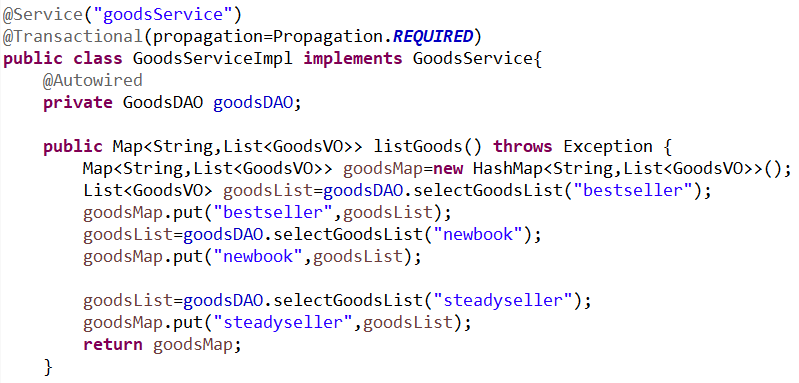 @Service("goodsService")
@Transactional(propagation=Propagation.REQUIRED)
public class GoodsServiceImpl implements GoodsService{
    @Autowired
    private GoodsDAO goodsDAO;

    public Map<String,List<GoodsVO>> listGoods() throws Exception {
        Map<String,List<GoodsVO>> goodsMap=new HashMap<String,List<GoodsVO>>();
        List<GoodsVO> goodsList=goodsDAO.selectGoodsList("bestseller");
        goodsMap.put("bestseller",goodsList);
        goodsList=goodsDAO.selectGoodsList("newbook");
        goodsMap.put("newbook",goodsList);

        goodsList=goodsDAO.selectGoodsList("steadyseller");
        goodsMap.put("steadyseller",goodsList);
        return goodsMap;
    }